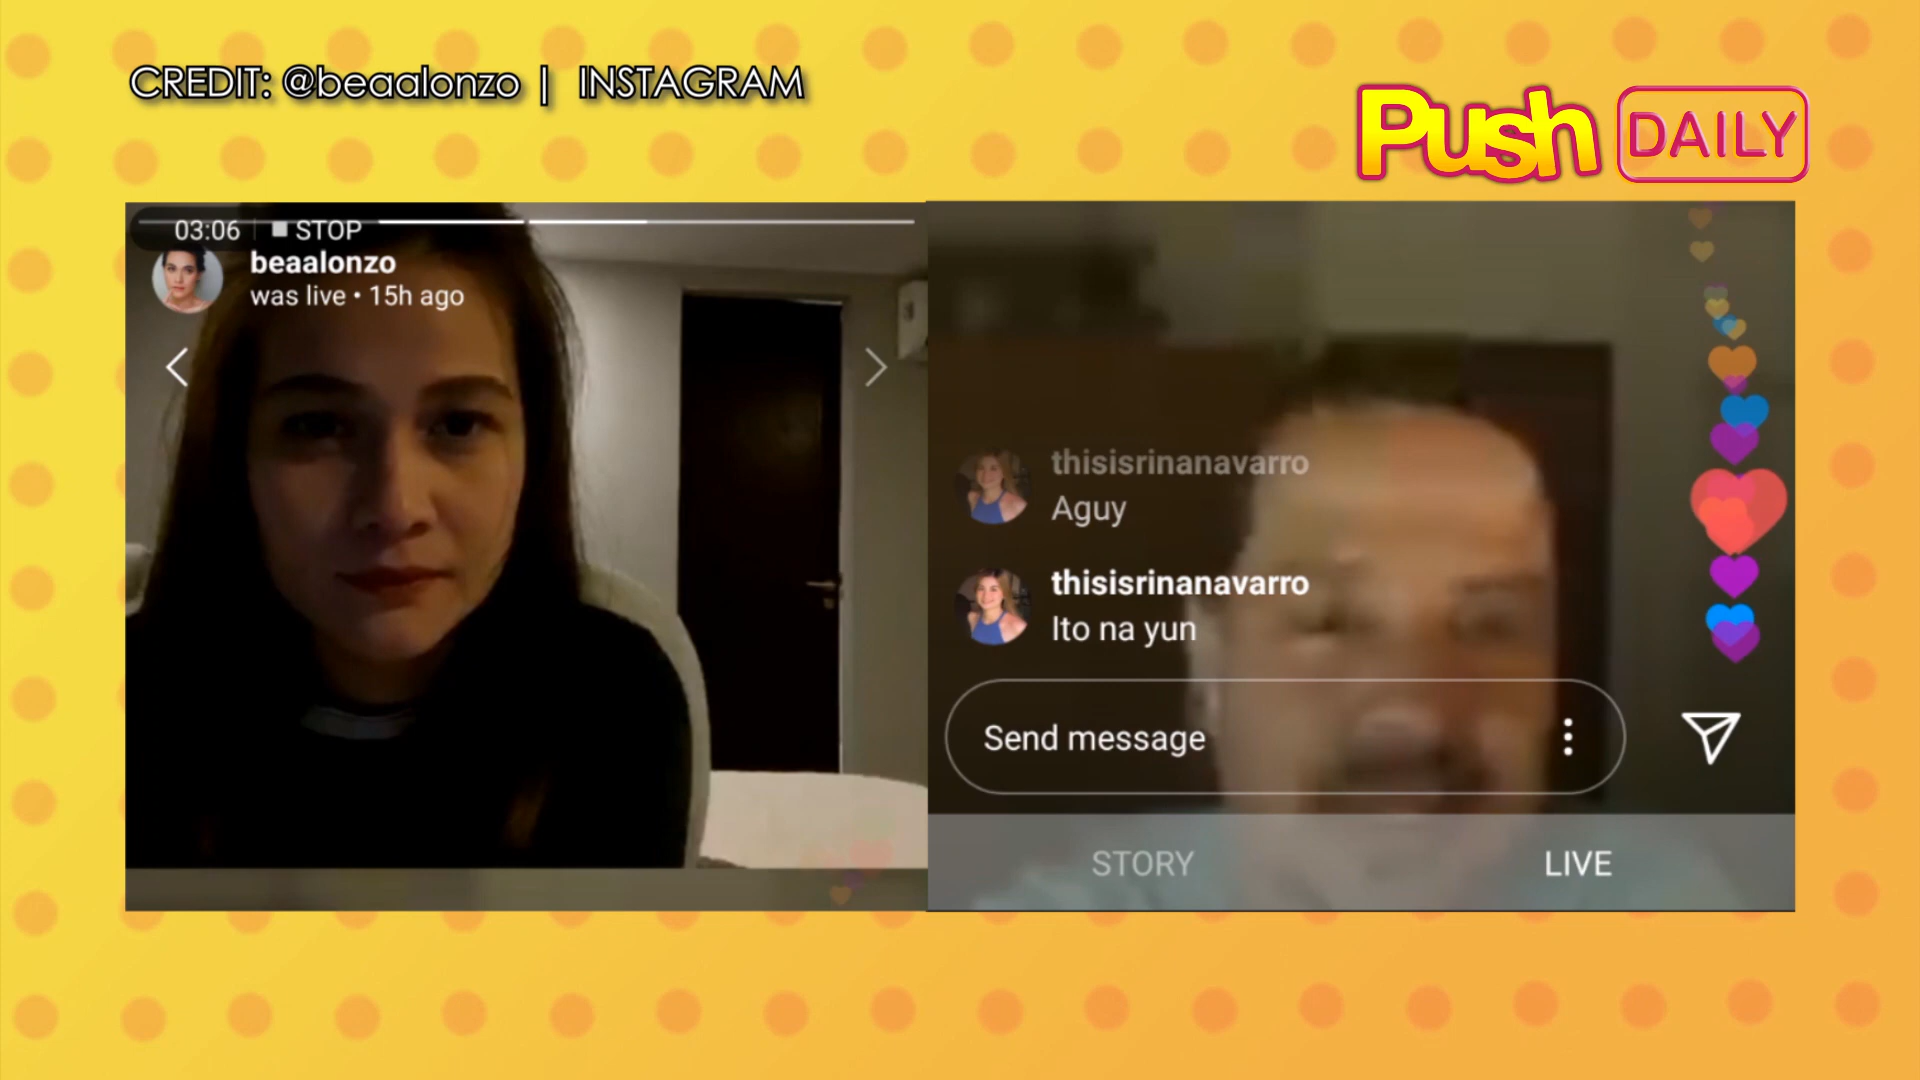 CREDIT: @beaalonzo | INSTAGRAM
Push DAILY
03:06 STOP
beaalonzo
was live • 15h ago
thisisrinanavarro
Aguy
thisisrinanavarro
Ito na yun
Send message
STORY LIVE